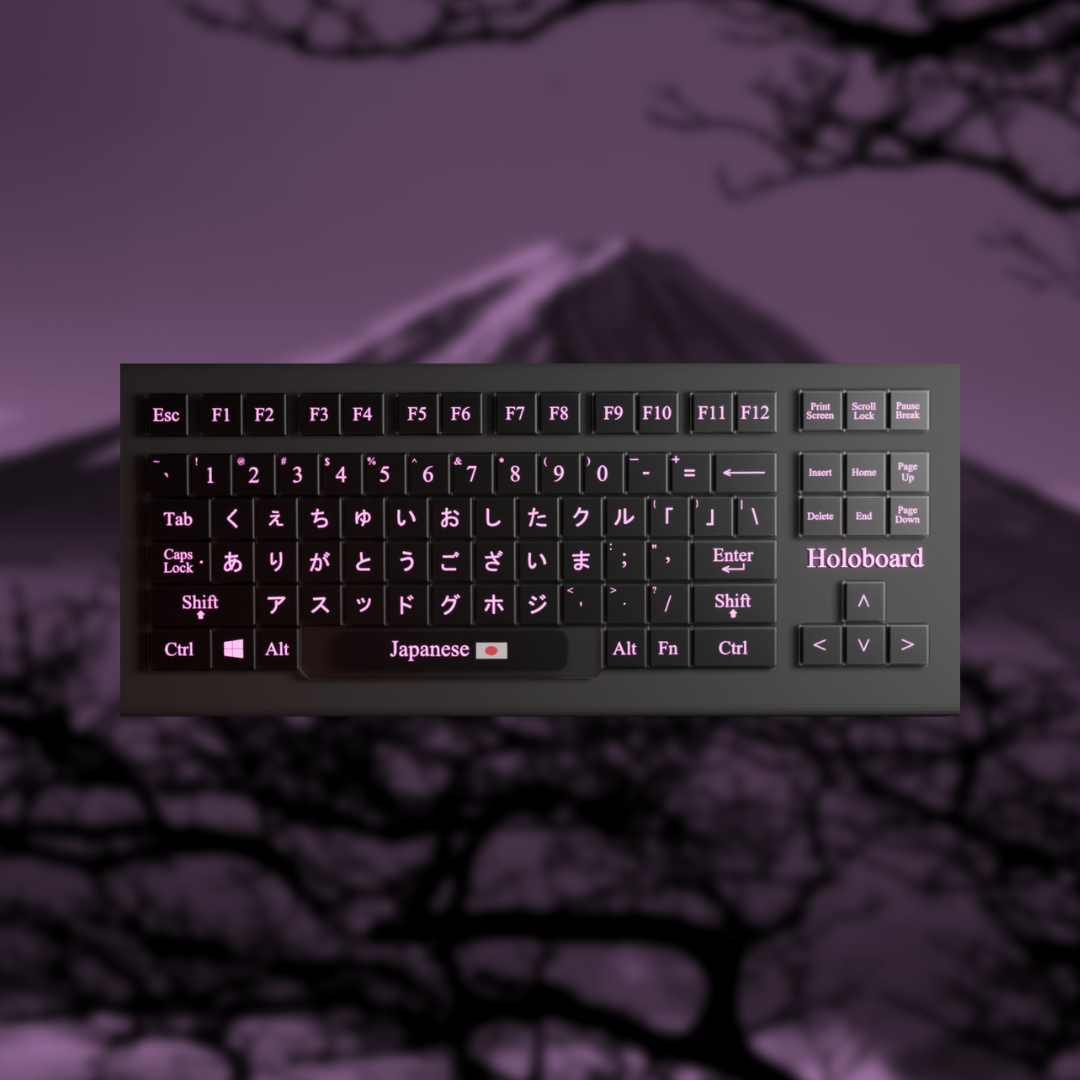 Esc F1 F2 F3 F4 F5 F6 F7 F8 F9 F10 F11 F12 Print Screen Scroll Lock Pause Break
~ ` ! 1 @ 2 # 3 $ 4 % 5 ^ 6 & 7 * 8 ( 9 ) 0 — - + = ← Insert Home Page Up
Tab く ぇ ち ゆ い お し た ク ル ( 「 ) 」 | \ Delete End Page Down
Caps Lock あ り が と う ご ざ い ま : ; " , Enter ↵ Holoboard
Shift ⬆ ア ス ッ ド グ ホ ジ < , > . ? / Shift ⬆ ˄
Ctrl Alt Japanese Alt Fn Ctrl < ˅ >